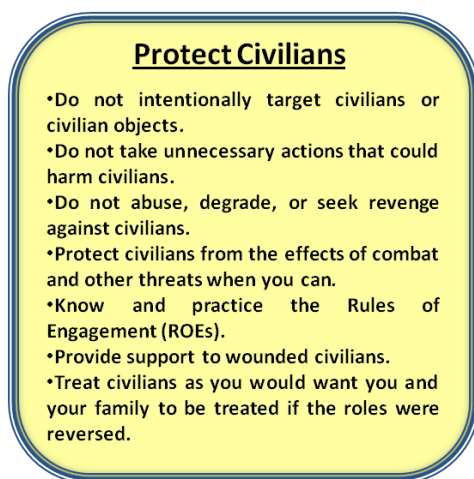 Protect Civilians
•Do not intentionally target civilians or
civilian objects.
•Do not take unnecessary actions that could
harm civilians.
•Do not abuse, degrade, or seek revenge
against civilians.
•Protect civilians from the effects of combat
and other threats when you can.
•Know and practice the Rules of
Engagement (ROEs).
•Provide support to wounded civilians.
•Treat civilians as you would want you and
your family to be treated if the roles were
reversed.